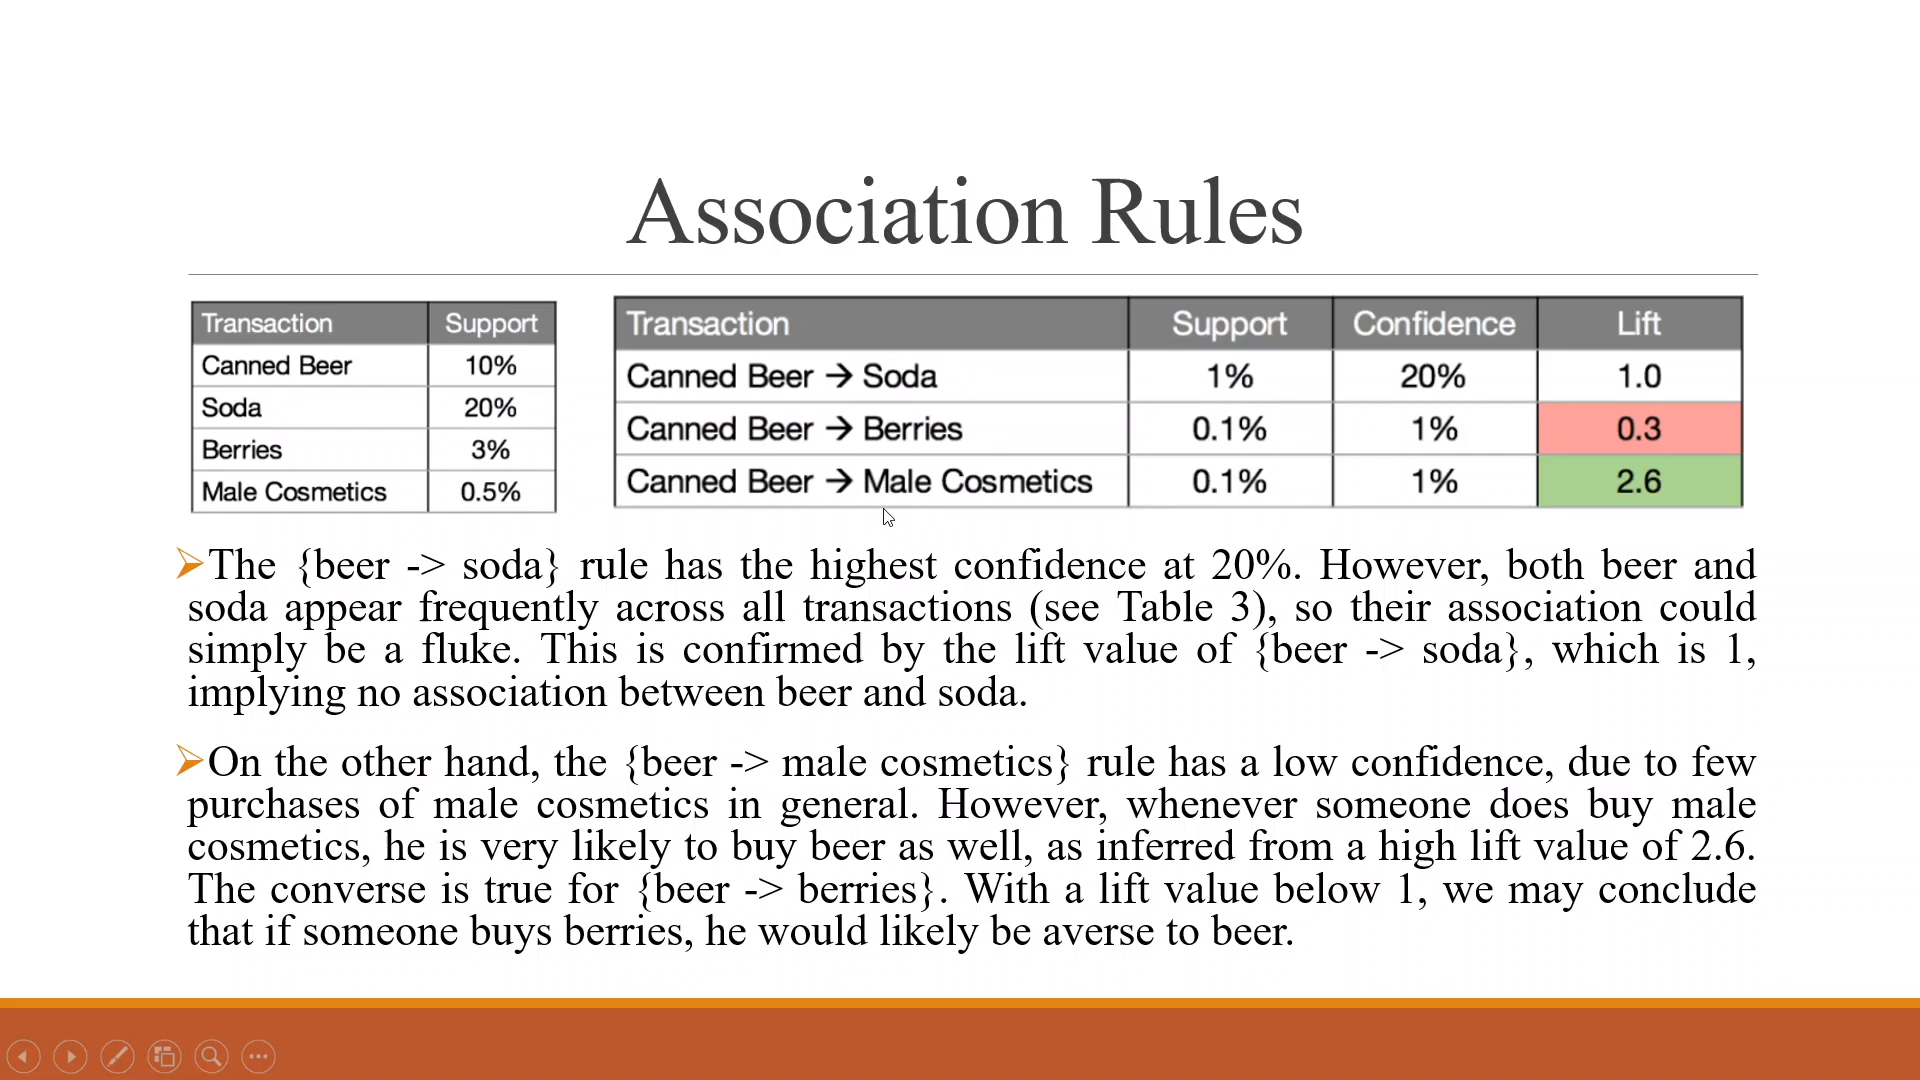 Association Rules
Transaction Support
Canned Beer 10%
Soda 20%
Berries 3%
Male Cosmetics 0.5%
Transaction Support Confidence Lift
Canned Beer → Soda 1% 20% 1.0
Canned Beer → Berries 0.1% 1% 0.3
Canned Beer → Male Cosmetics 0.1% 1% 2.6
➢The {beer -> soda} rule has the highest confidence at 20%. However, both beer and
soda appear frequently across all transactions (see Table 3), so their association could
simply be a fluke. This is confirmed by the lift value of {beer -> soda}, which is 1,
implying no association between beer and soda.
➢On the other hand, the {beer -> male cosmetics} rule has a low confidence, due to few
purchases of male cosmetics in general. However, whenever someone does buy male
cosmetics, he is very likely to buy beer as well, as inferred from a high lift value of 2.6.
The converse is true for {beer -> berries}. With a lift value below 1, we may conclude
that if someone buys berries, he would likely be averse to beer.